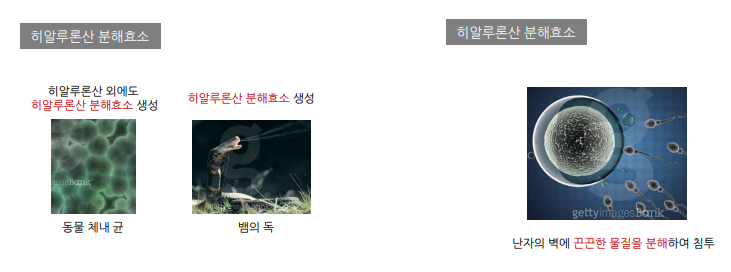 히알루론산 분해효소
히알루론산 외에도
히알루론산 분해효소 생성
동물 체내 균
히알루론산 분해효소 생성
뱀의 독
히알루론산 분해효소
gettyimagesBank
난자의 벽에 끈끈한 물질을 분해하여 침투